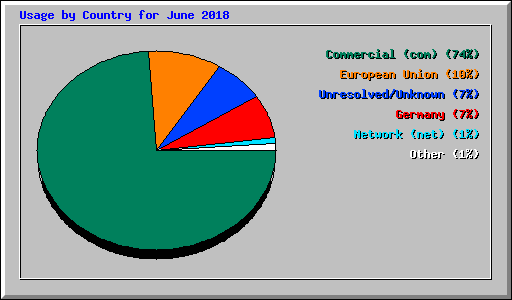 Usage by Country for June 2018
Commercial (com) (74%)
European Union (10%)
Unresolved/Unknown (7%)
Germany (7%)
Network (net) (1%)
Other (1%)